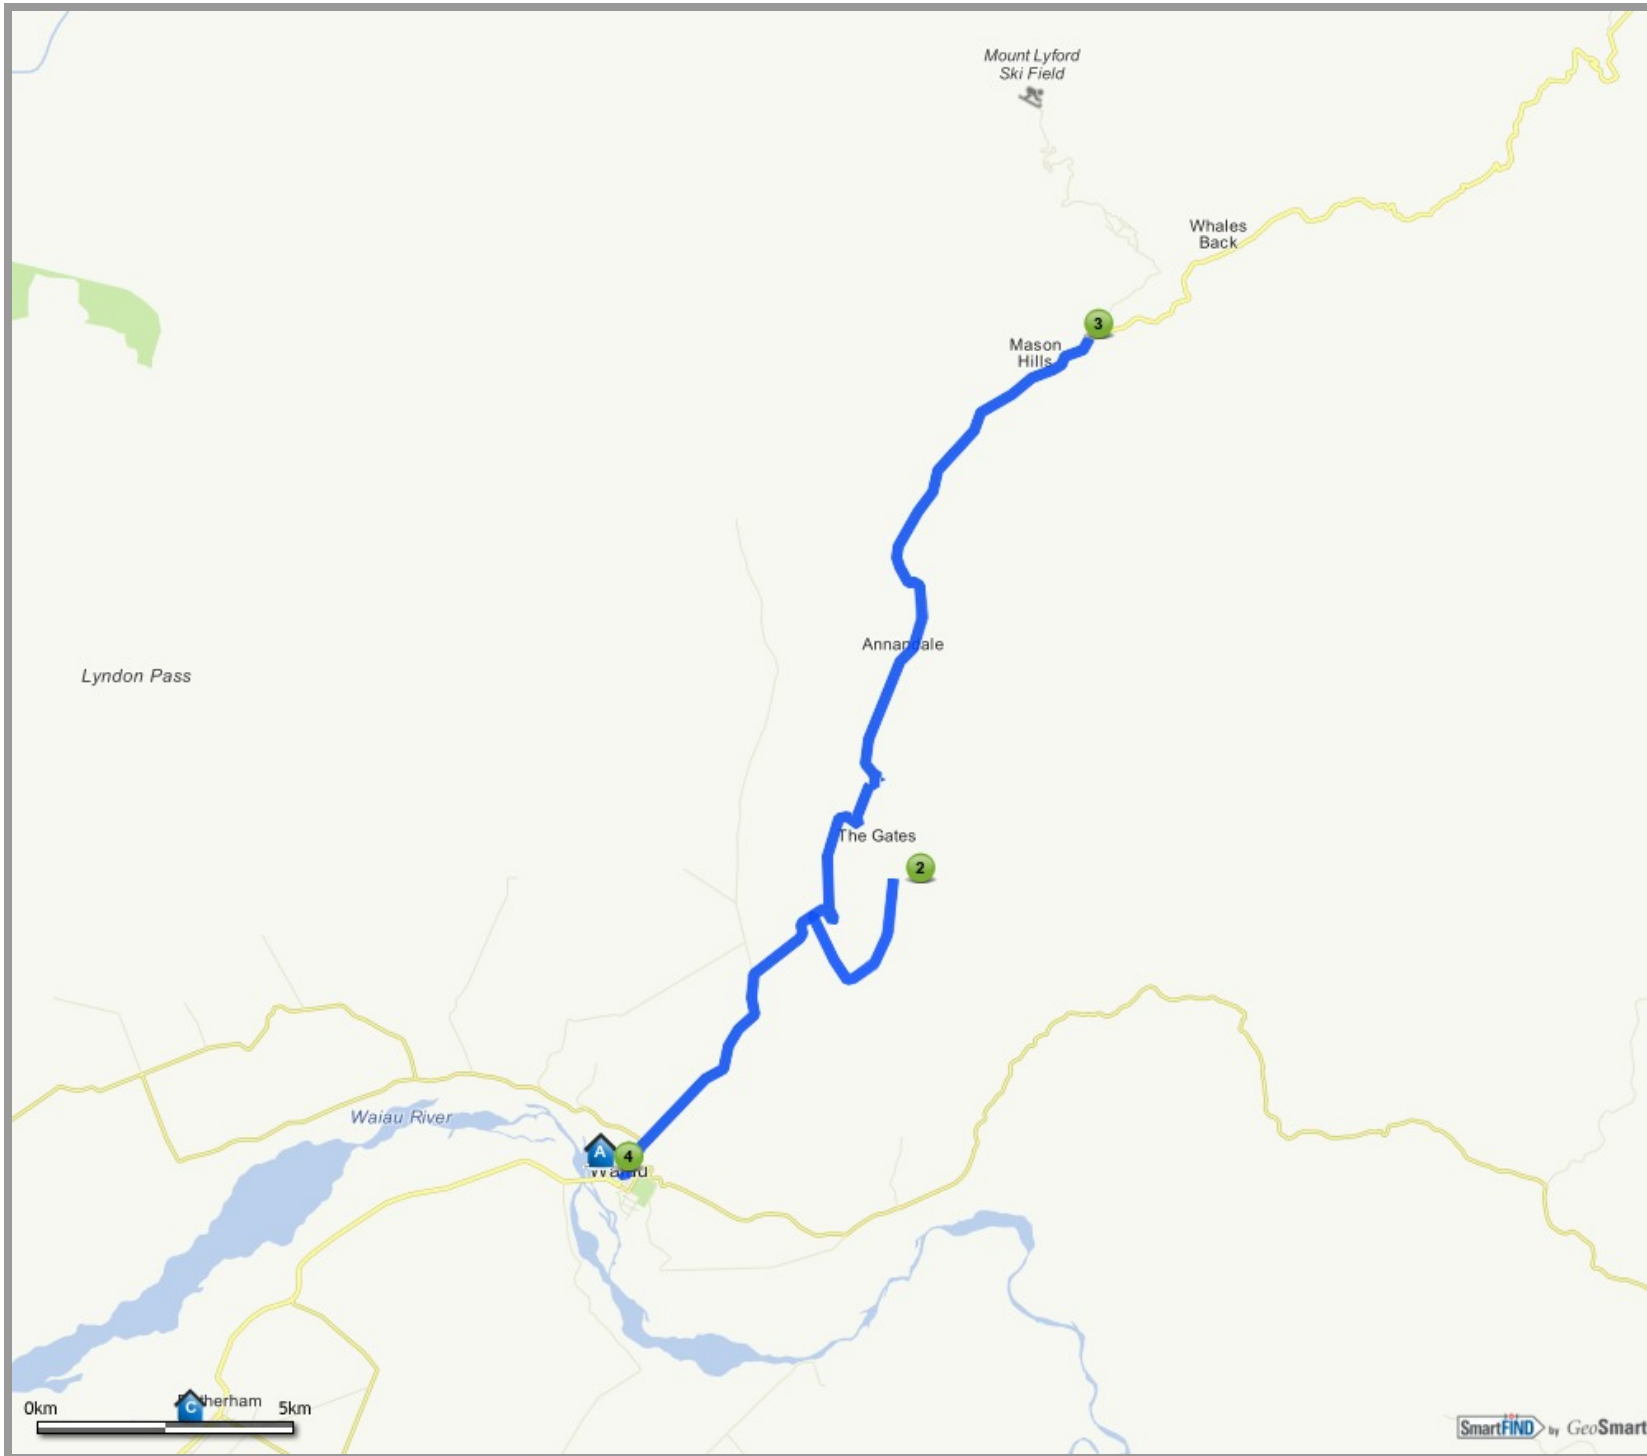 Mount Lyford
Ski Field
Whales
Back
3
Mason
Hills
Annandale
Lyndon Pass
The Gates
2
Waiau River
A
4
Waiau
C
0km
5km
SmartFIND by GeoSmart